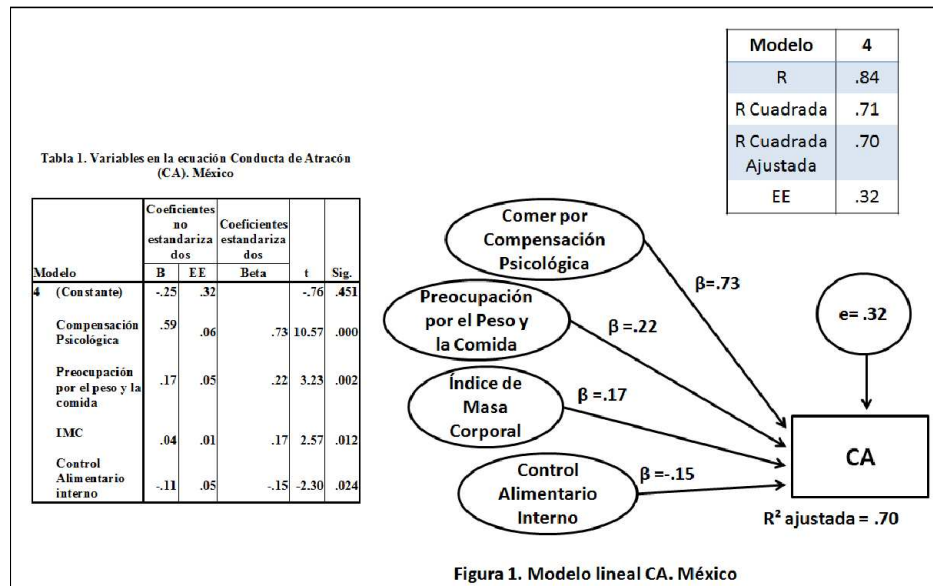 Modelo 4
R .84
R Cuadrada .71
R Cuadrada .70
Ajustada
EE .32
Tabla 1. Variables en la ecuación Conducta de Atracón
(CA). México
Coeficientes
no Coeficientes
estandariza estandariza
dos dos
Modelo B EE Beta t Sig.
4 (Constante) -.25 .32 -.76 .451
Compensación
Psicológica .59 .06 .73 10.57 .000
Preocupación
por el peso y la
comida .17 .05 .22 3.23 .002
IMC .04 .01 .17 2.57 .012
Control
Alimentario
interno -.11 .05 -.15 -2.30 .024
Comer por
Compensación
Psicológica
β=.73
Preocupación
por el Peso y
la Comida
β =.22
Índice de
Masa
Corporal
β =.17
Control
Alimentario
Interno
β =-.15
e= .32
CA
R² ajustada = .70
Figura 1. Modelo lineal CA. México